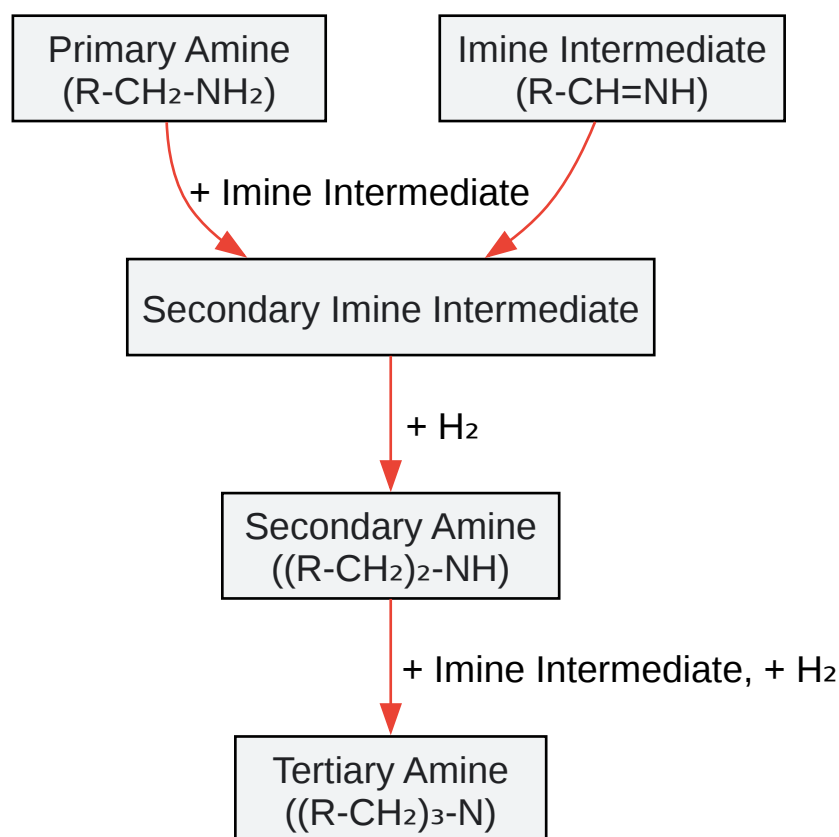 Primary Amine
(R-CH₂-NH₂)
Imine Intermediate
(R-CH=NH)
+ Imine Intermediate
Secondary Imine Intermediate
+ H₂
Secondary Amine
((R-CH₂)₂-NH)
+ Imine Intermediate, + H₂
Tertiary Amine
((R-CH₂)₃-N)